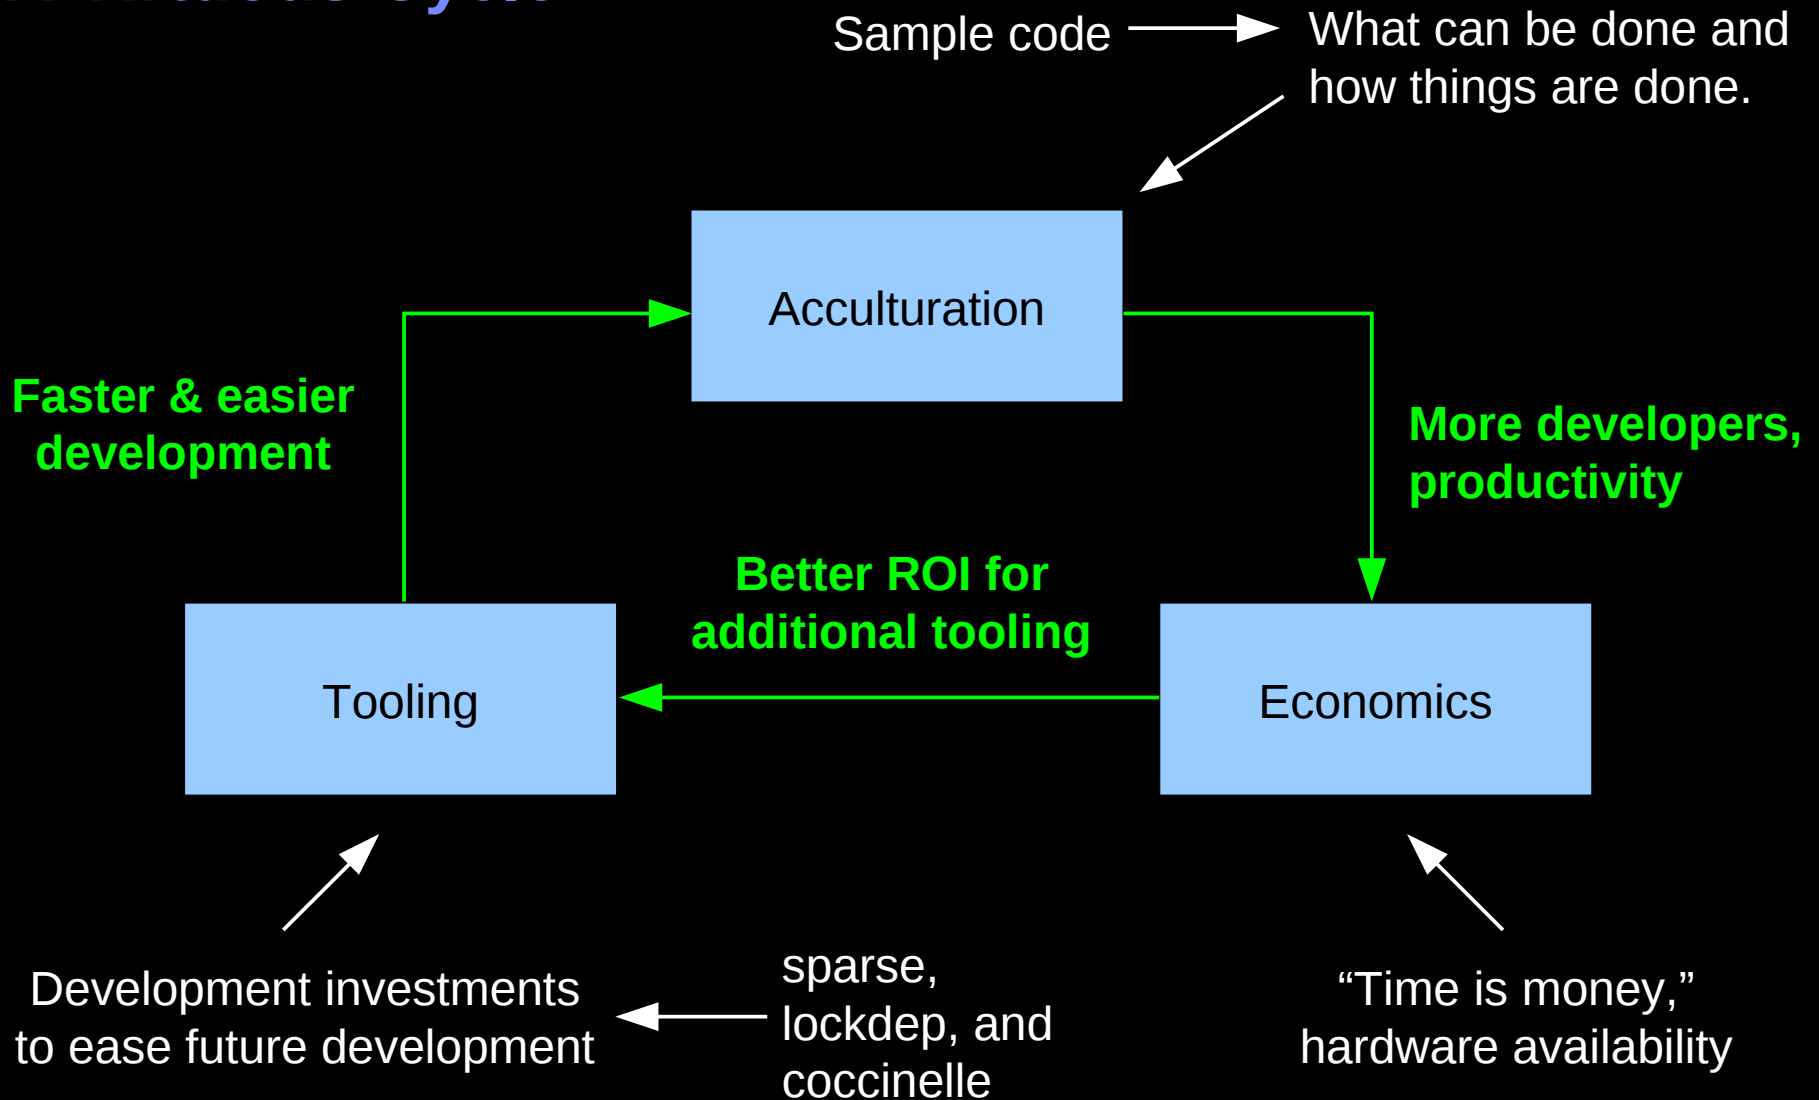 A Virtuous Cycle
Sample code
What can be done and
how things are done.
Acculturation
Faster & easier
development
More developers,
productivity
Better ROI for
additional tooling
Tooling
Economics
Development investments
to ease future development
sparse,
lockdep, and
coccinelle
“Time is money,”
hardware availability